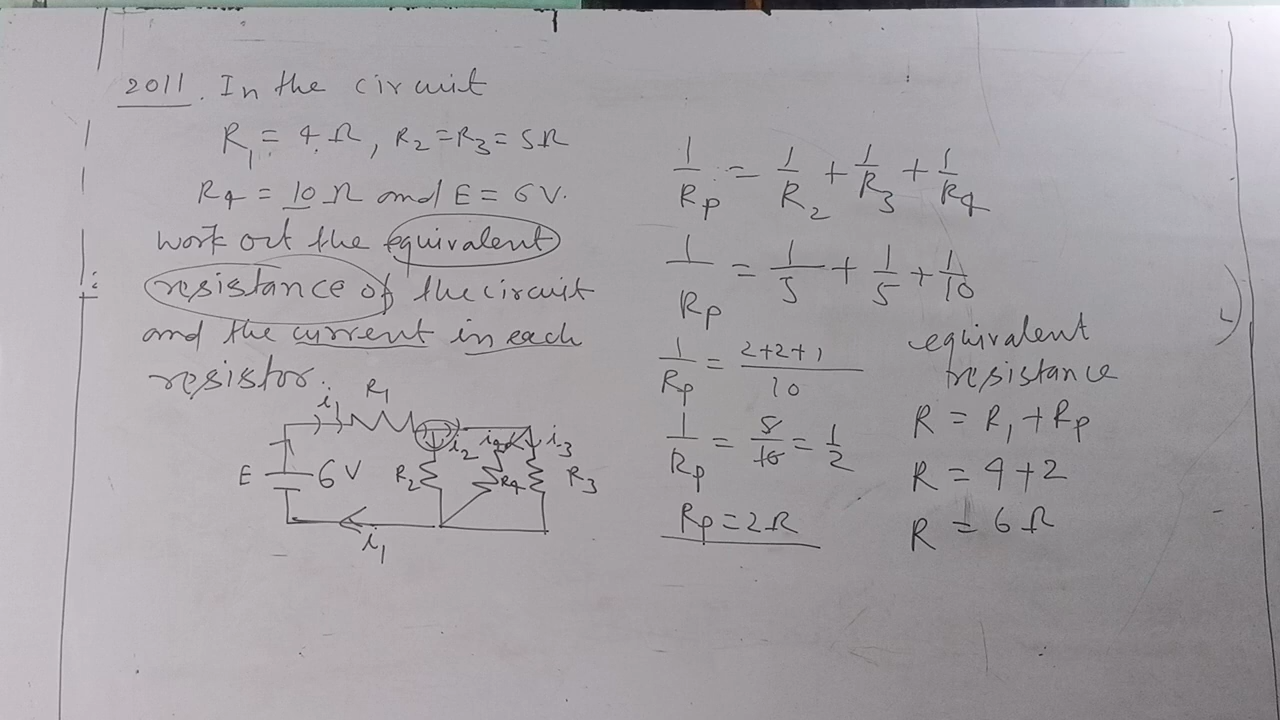 2011. In the circuit
R₁ = 4 Ω, R₂ = R₃ = 5Ω
R₄ = 10 Ω and E = 6V.
work out the equivalent
resistance of the circuit
and the current in each
resistor.
R₁
i₁
i₂ i₄ i₃
E 6V R₂ R₄ R₃
i₁
1/Rp = 1/R₂ + 1/R₃ + 1/R₄
1/Rp = 1/5 + 1/5 + 1/10
1/Rp = 2+2+1/10
1/Rp = 5/10 = 1/2
Rp = 2Ω
equivalent
resistance
R = R₁ + Rp
R = 4+2
R = 6Ω